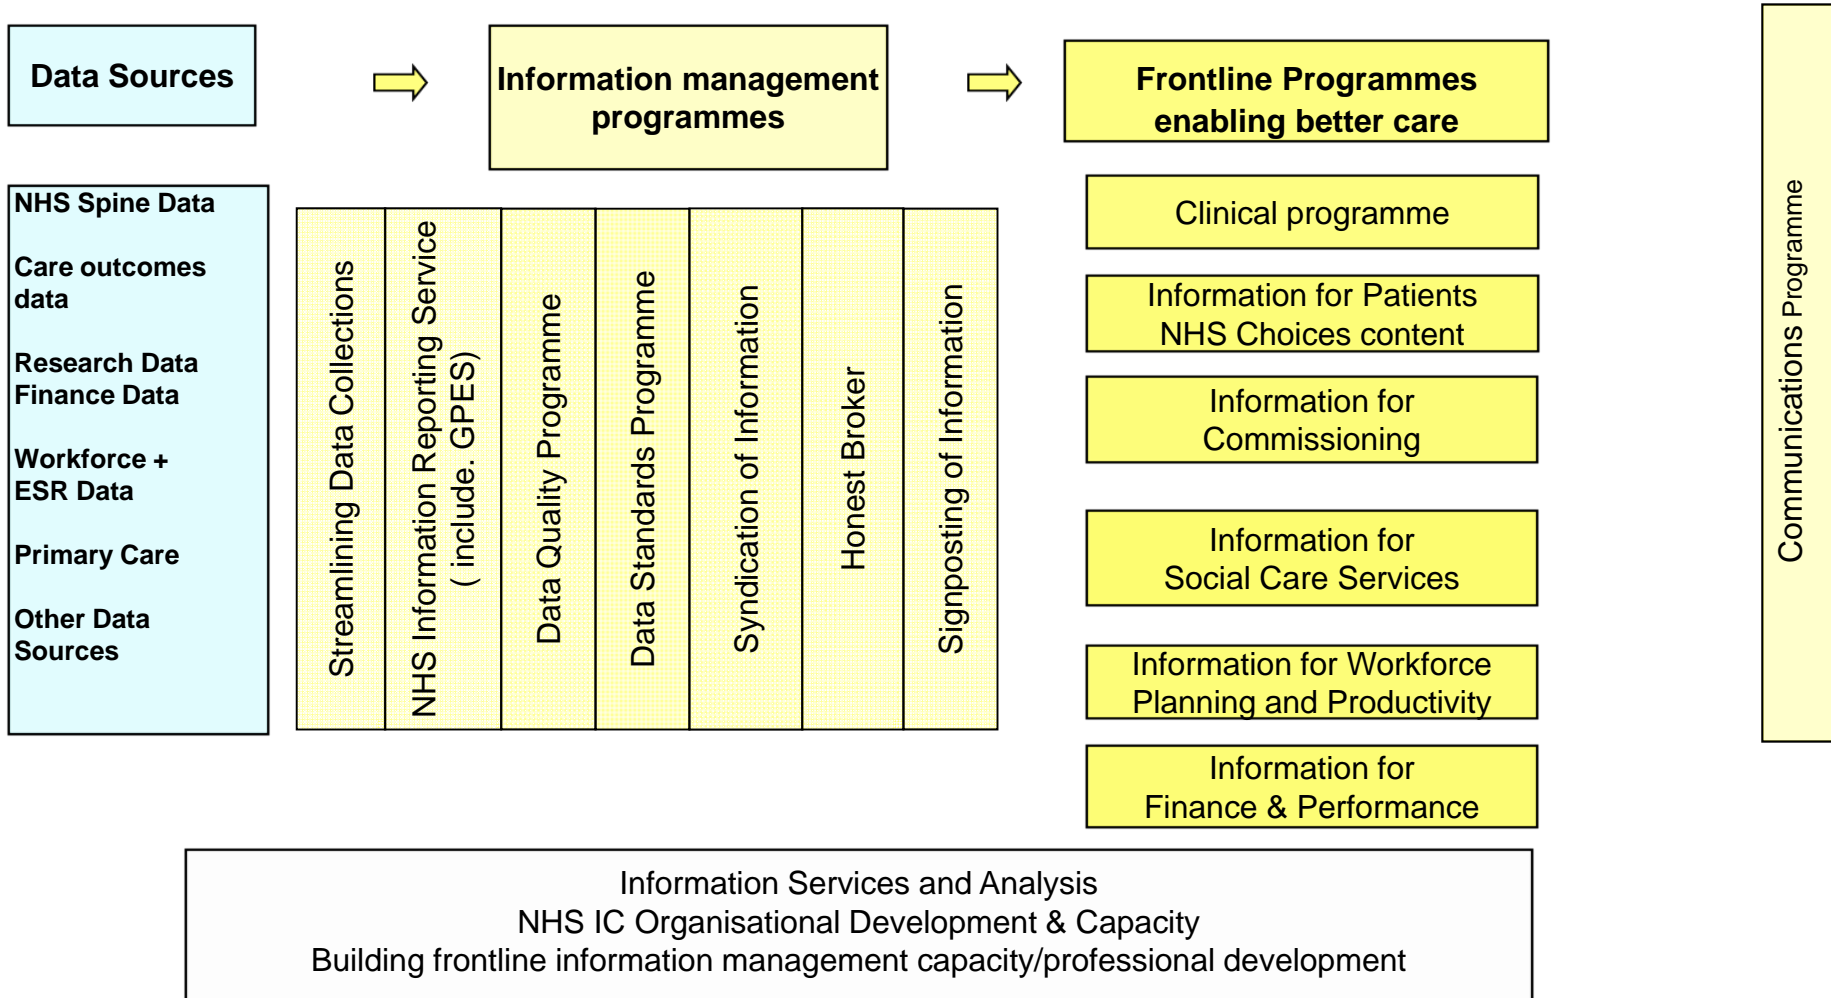 Data Sources
Information management
programmes
Frontline Programmes
enabling better care
NHS Spine Data
Care outcomes
data
Research Data
Finance Data
Workforce +
ESR Data
Primary Care
Other Data
Sources
Streamlining Data Collections
NHS Information Reporting Service
( include. GPES)
Data Quality Programme
Data Standards Programme
Syndication of Information
Honest Broker
Signposting of Information
Clinical programme
Information for Patients
NHS Choices content
Information for
Commissioning
Information for
Social Care Services
Information for Workforce
Planning and Productivity
Information for
Finance & Performance
Communications Programme
Information Services and Analysis
NHS IC Organisational Development & Capacity
Building frontline information management capacity/professional development